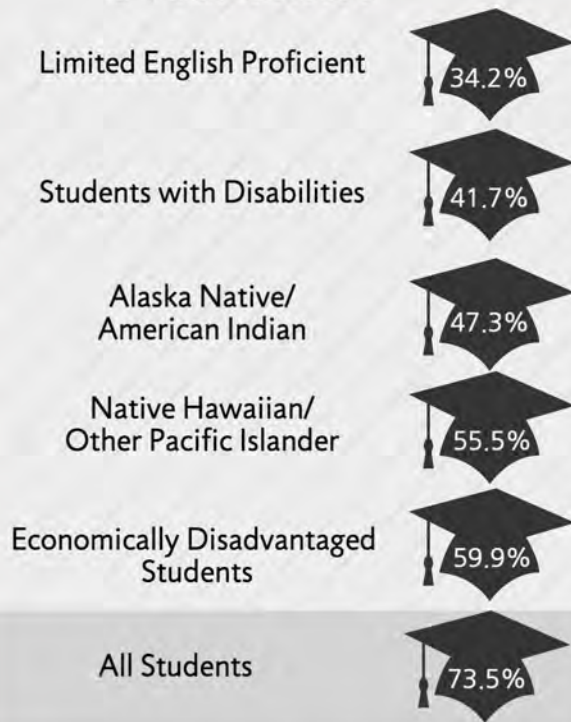 Limited English Proficient
34.2%
Students with Disabilities
41.7%
Alaska Native/
American Indian
47.3%
Native Hawaiian/
Other Pacific Islander
55.5%
Economically Disadvantaged
Students
59.9%
All Students
73.5%